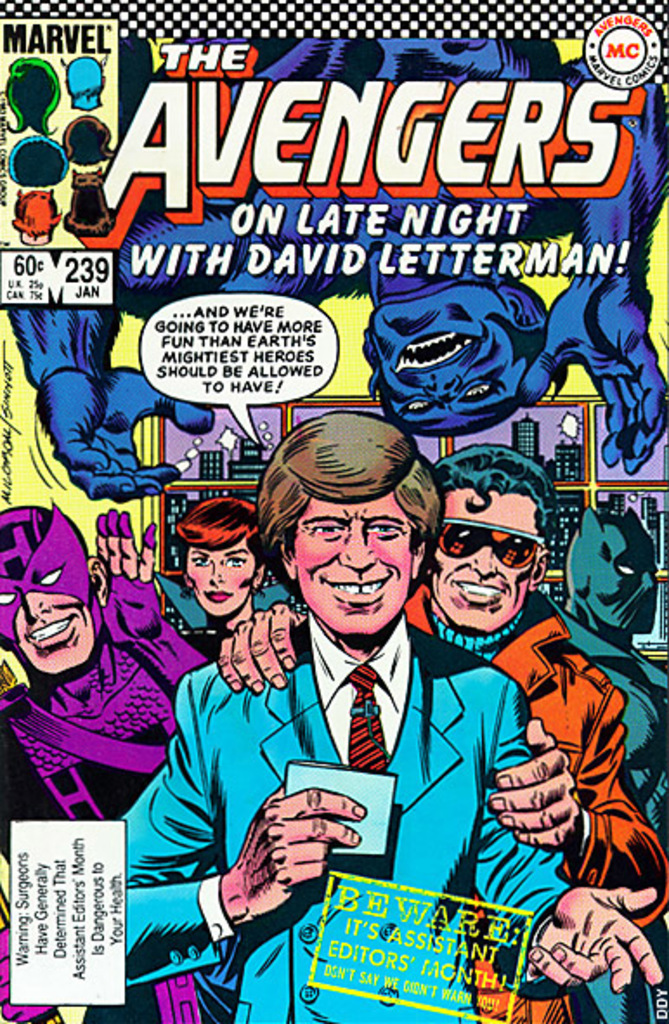 MARVEL®
AVENGERS
MC
MARVEL COMICS
THE
AVENGERS
ON LATE NIGHT
WITH DAVID LETTERMAN!
60¢
U.K. 25p
CAN. 75¢
239
JAN
...AND WE'RE
GOING TO HAVE MORE
FUN THAN EARTH'S
MIGHTIEST HEROES
SHOULD BE ALLOWED
TO HAVE!
MILGROM/SINNOTT
Warning: Surgeons
Have Generally
Determined That
Assistant Editors' Month
Is Dangerous to
Your Health.
BEWARE:
IT'S ASSISTANT
EDITORS' MONTH!
DON'T SAY WE DIDN'T WARN YOU!!